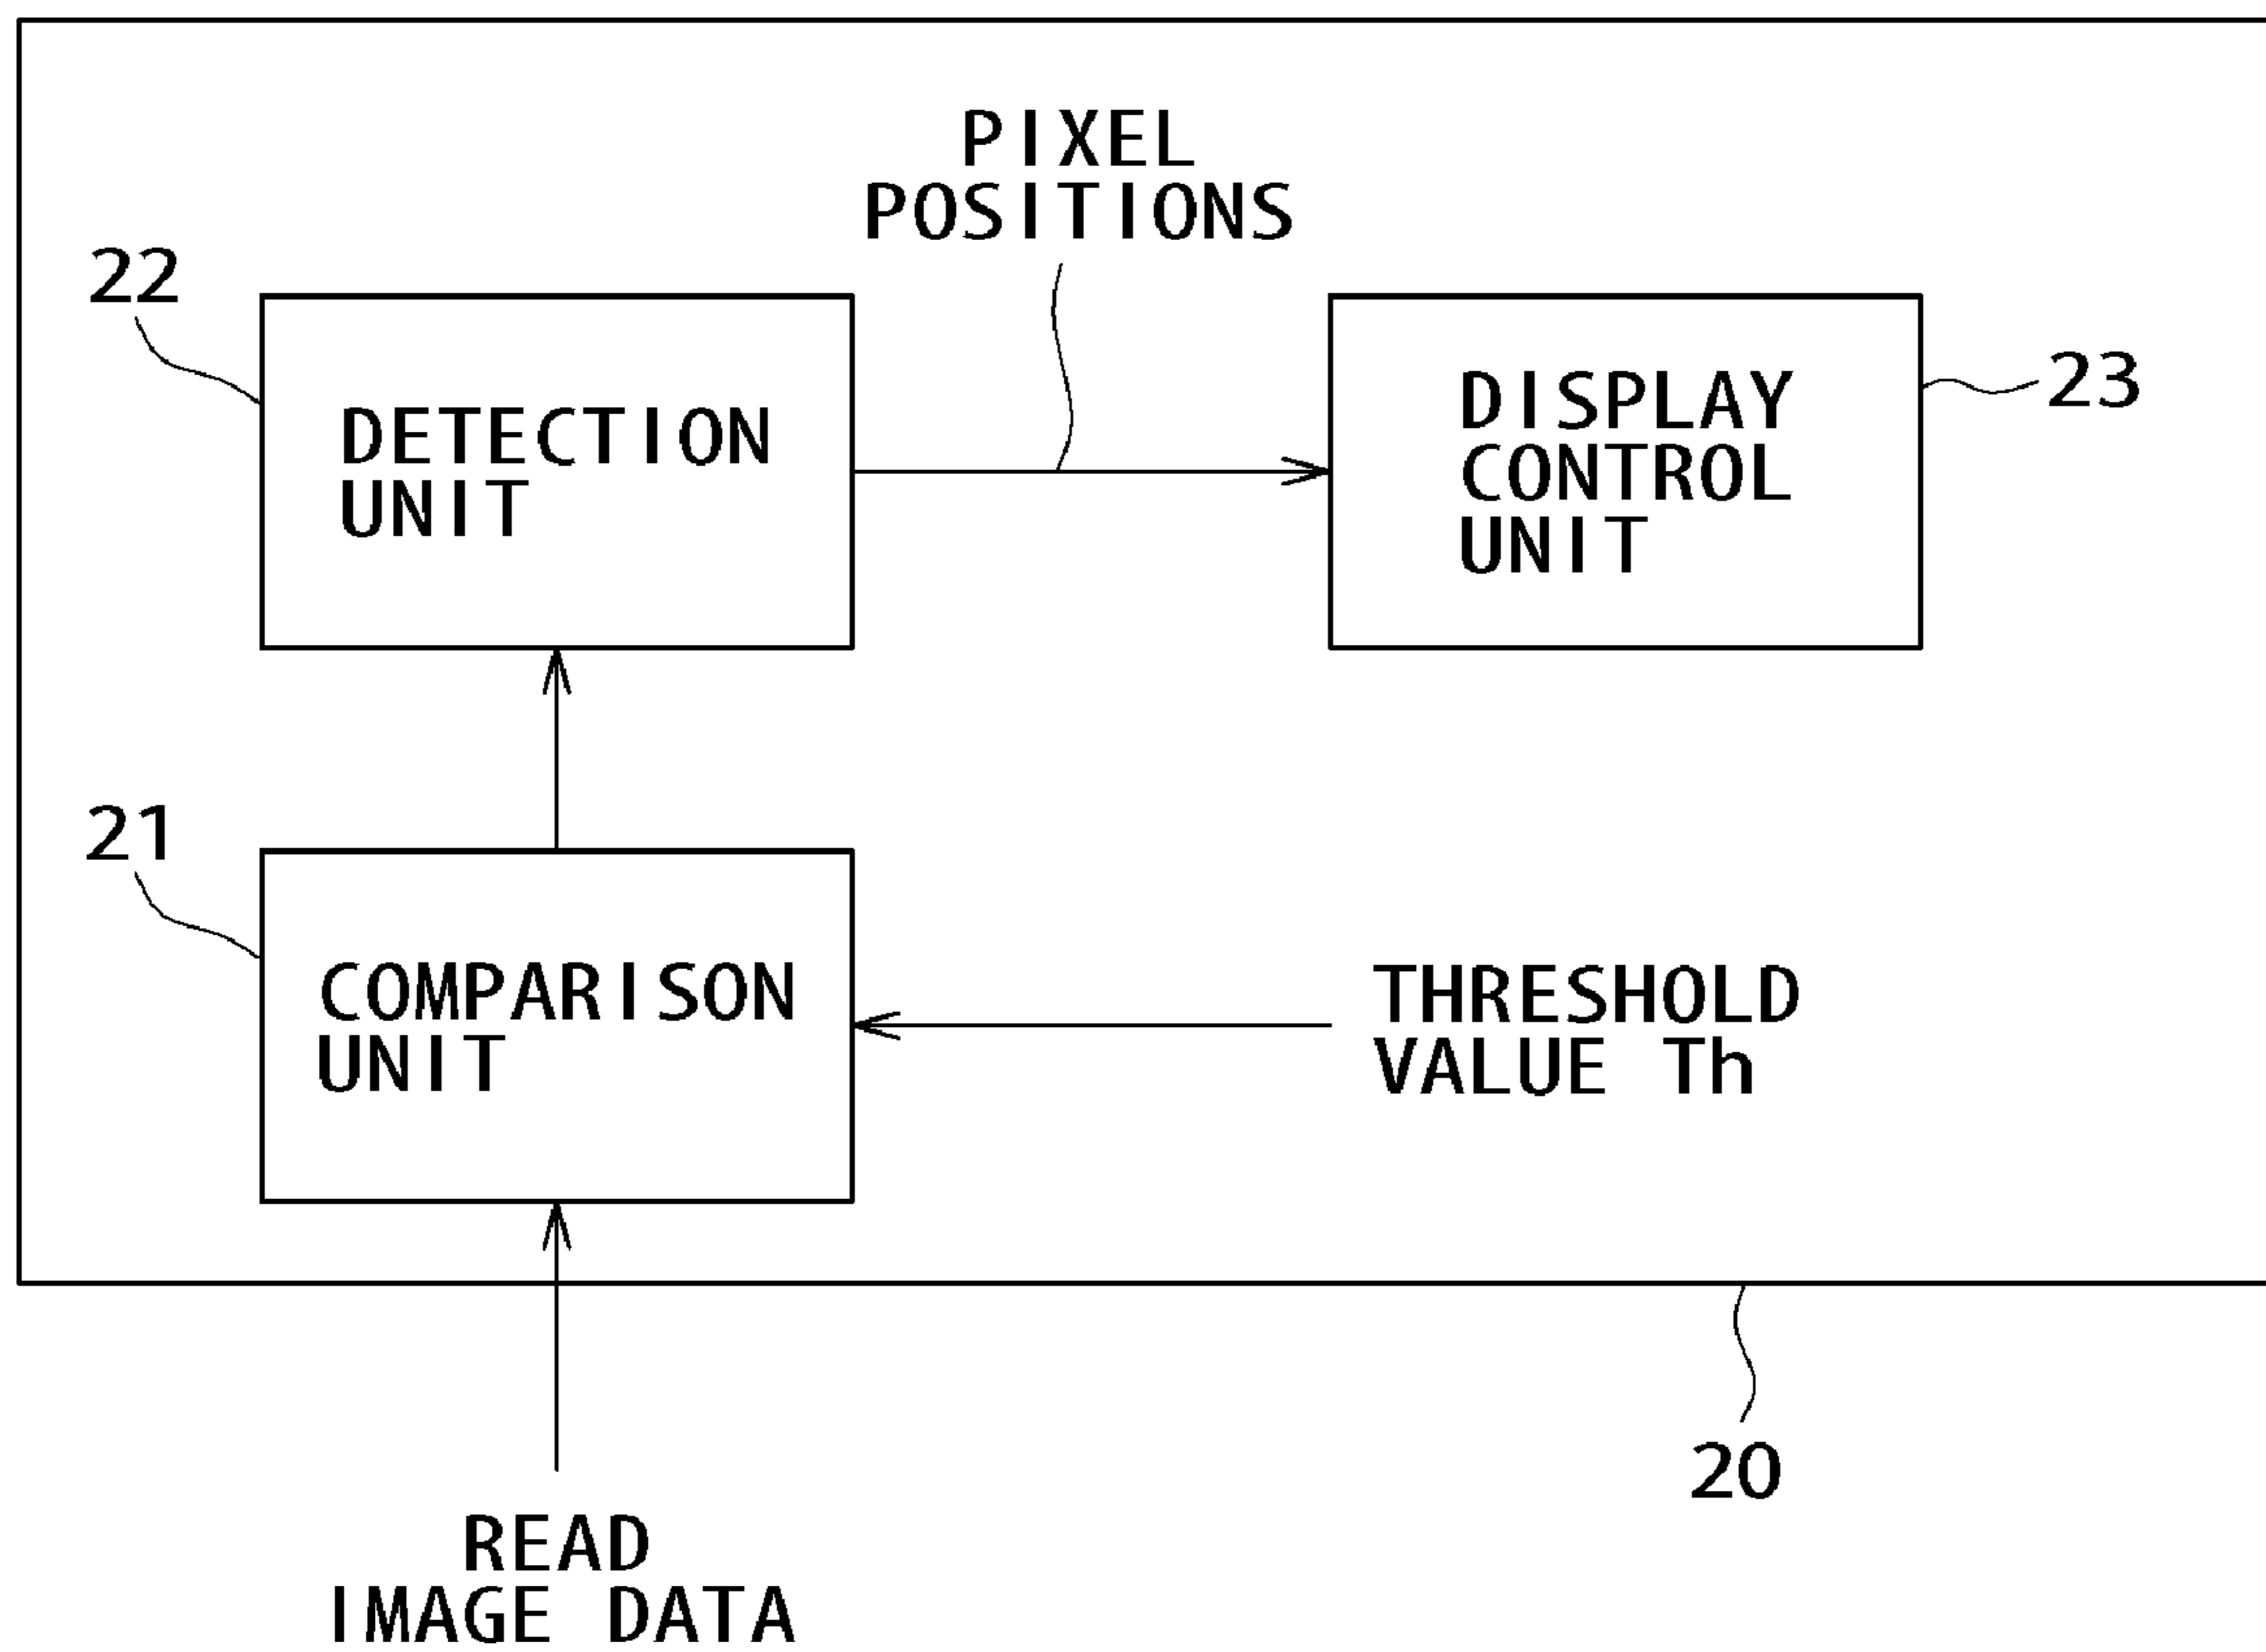 PIXEL
POSITIONS
22
DETECTION
UNIT
DISPLAY
CONTROL
UNIT
23
21
COMPARISON
UNIT
THRESHOLD
VALUE Th
20
READ
IMAGE DATA